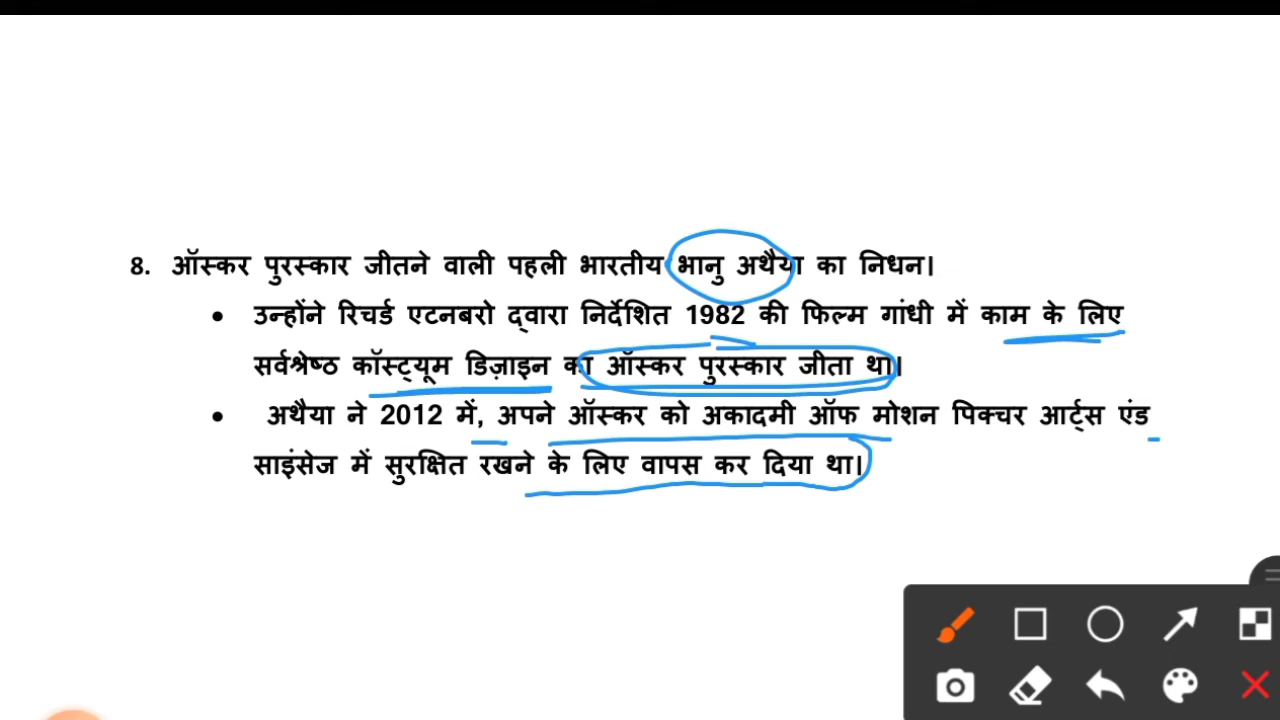 8. ऑस्कर पुरस्कार जीतने वाली पहली भारतीय भानु अथैया का निधन।
• उन्होंने रिचर्ड एटनबरो द्वारा निर्देशित 1982 की फिल्म गांधी में काम के लिए
सर्वश्रेष्ठ कॉस्ट्यूम डिज़ाइन का ऑस्कर पुरस्कार जीता था।
• अथैया ने 2012 में, अपने ऑस्कर को अकादमी ऑफ मोशन पिक्चर आर्ट्स एंड
साइंसेज में सुरक्षित रखने के लिए वापस कर दिया था।